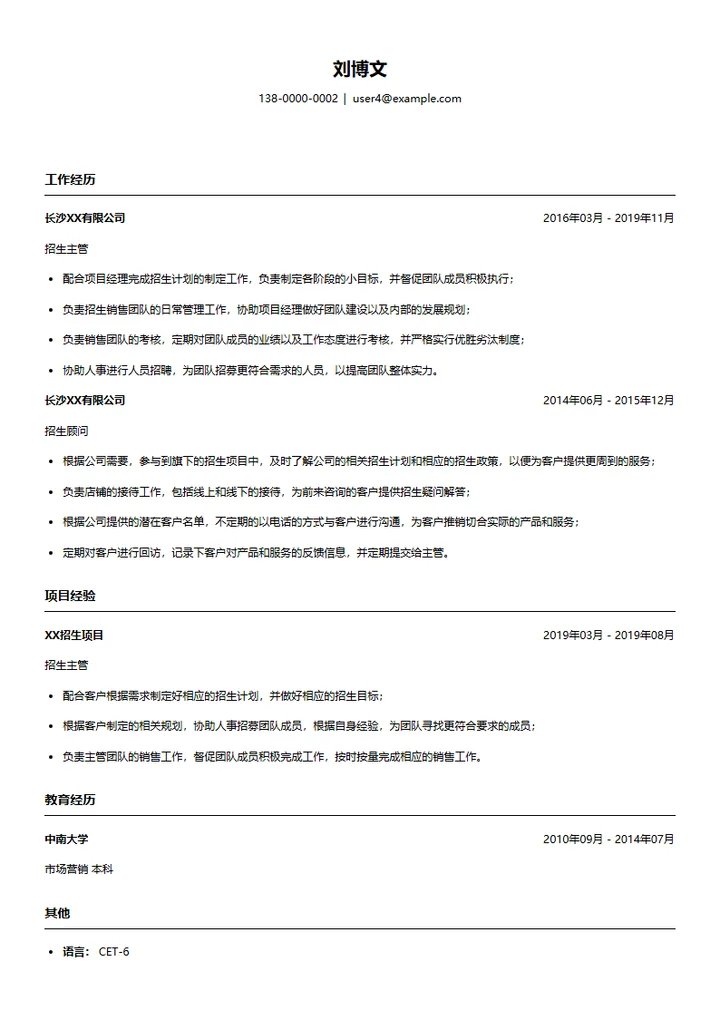 刘博文
138-0000-0002 | user4@example.com
工作经历
长沙XX有限公司 2016年03月 - 2019年11月
招生主管
• 配合项目经理完成招生计划的制定工作，负责制定各阶段的小目标，并督促团队成员积极执行；
• 负责招生销售团队的日常管理工作，协助项目经理做好团队建设以及内部的发展规划；
• 负责销售团队的考核，定期对团队成员的业绩以及工作态度进行考核，并严格实行优胜劣汰制度；
• 协助人事进行人员招聘，为团队招募更符合需求的人员，以提高团队整体实力。
长沙XX有限公司 2014年06月 - 2015年12月
招生顾问
• 根据公司需要，参与到旗下的招生项目中，及时了解公司的相关招生计划和相应的招生政策，以便为客户提供更周到的服务；
• 负责店铺的接待工作，包括线上和线下的接待，为前来咨询的客户提供招生疑问解答；
• 根据公司提供的潜在客户名单，不定期的以电话的方式与客户进行沟通，为客户推销切合实际的产品和服务；
• 定期对客户进行回访，记录下客户对产品和服务的反馈信息，并定期提交给主管。
项目经验
XX招生项目 2019年03月 - 2019年08月
招生主管
• 配合客户根据需求制定好相应的招生计划，并做好相应的招生目标；
• 根据客户制定的相关规划，协助人事招募团队成员，根据自身经验，为团队寻找更符合要求的成员；
• 负责主管团队的销售工作，督促团队成员积极完成工作，按时按量完成相应的销售工作。
教育经历
中南大学 2010年09月 - 2014年07月
市场营销 本科
其他
• 语言： CET-6